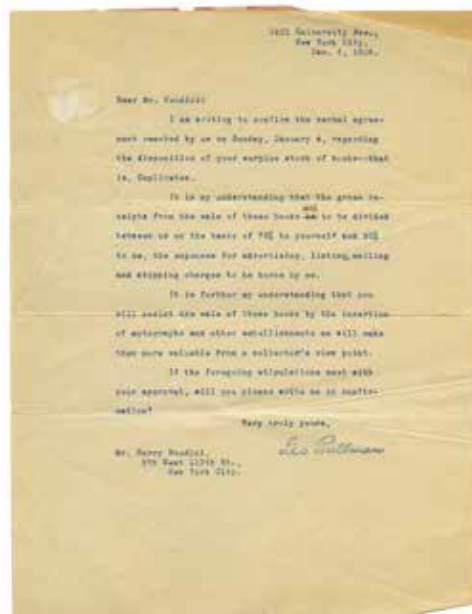 University Ave.,
New York City,
Dear Mr. Houdini:
I am writing to confirm the verbal agree-
ment reached by us on Sunday, January 6, regarding
the disposition of your surplus stock of books--that
is, duplicates.
It is my understanding that the gross re-
ceipts from the sale of these books are to be divided
between us on the basis of to yourself and
to me, the expenses for advertising, listing, mailing
and shipping charges to be borne by me.
It is further my understanding that you
will assist the sale of these books by the insertion
of autographs and other embellishments as will make
them more valuable from a collector's view point.
If the foregoing stipulations meet with
your approval, will you please write me in confir-
mation?
Very truly yours,
Leo Rullman
Mr. Harry Houdini,
West 113th St.,
New York City.